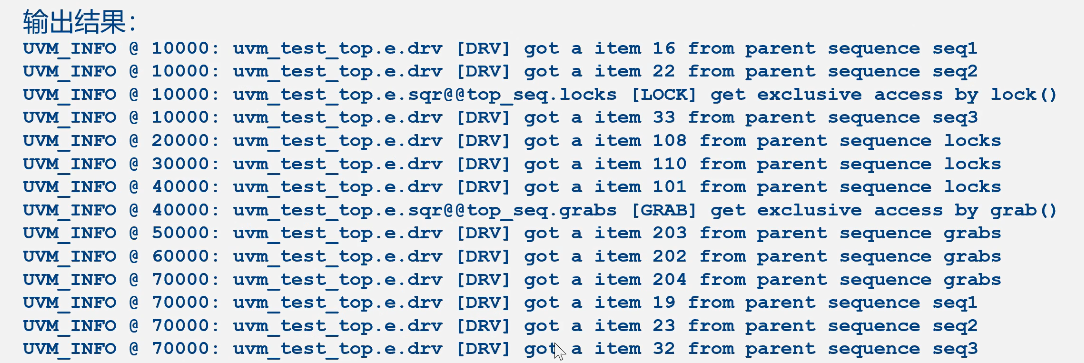 输出结果：
UVM_INFO @ 10000: uvm_test_top.e.drv [DRV] got a item 16 from parent sequence seq1
UVM_INFO @ 10000: uvm_test_top.e.drv [DRV] got a item 22 from parent sequence seq2
UVM_INFO @ 10000: uvm_test_top.e.sqr@@top_seq.locks [LOCK] get exclusive access by lock()
UVM_INFO @ 10000: uvm_test_top.e.drv [DRV] got a item 33 from parent sequence seq3
UVM_INFO @ 20000: uvm_test_top.e.drv [DRV] got a item 108 from parent sequence locks
UVM_INFO @ 30000: uvm_test_top.e.drv [DRV] got a item 110 from parent sequence locks
UVM_INFO @ 40000: uvm_test_top.e.drv [DRV] got a item 101 from parent sequence locks
UVM_INFO @ 40000: uvm_test_top.e.sqr@@top_seq.grabs [GRAB] get exclusive access by grab()
UVM_INFO @ 50000: uvm_test_top.e.drv [DRV] got a item 203 from parent sequence grabs
UVM_INFO @ 60000: uvm_test_top.e.drv [DRV] got a item 202 from parent sequence grabs
UVM_INFO @ 70000: uvm_test_top.e.drv [DRV] got a item 204 from parent sequence grabs
UVM_INFO @ 70000: uvm_test_top.e.drv [DRV] got a item 19 from parent sequence seq1
UVM_INFO @ 70000: uvm_test_top.e.drv [DRV] got a item 23 from parent sequence seq2
UVM_INFO @ 70000: uvm_test_top.e.drv [DRV] got a item 32 from parent sequence seq3